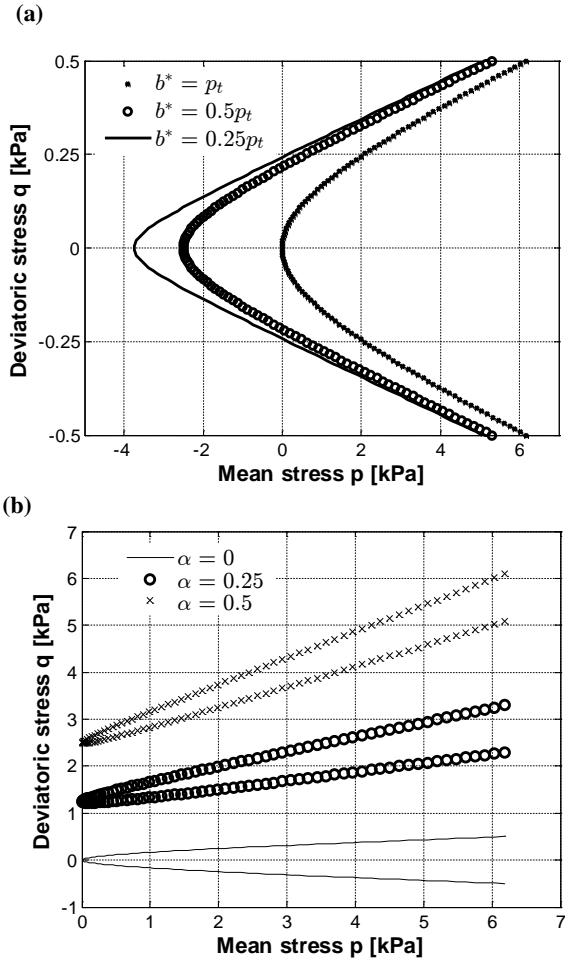 (a)
0.5
0.25
0
-0.25
-0.5
Deviatoric stress q [kPa]
b* = p_t
b* = 0.5p_t
b* = 0.25p_t
-4 -2 0 2 4 6
Mean stress p [kPa]
(b)
7
6
5
4
3
2
1
0
-1
Deviatoric stress q [kPa]
α = 0
α = 0.25
α = 0.5
0 1 2 3 4 5 6 7
Mean stress p [kPa]